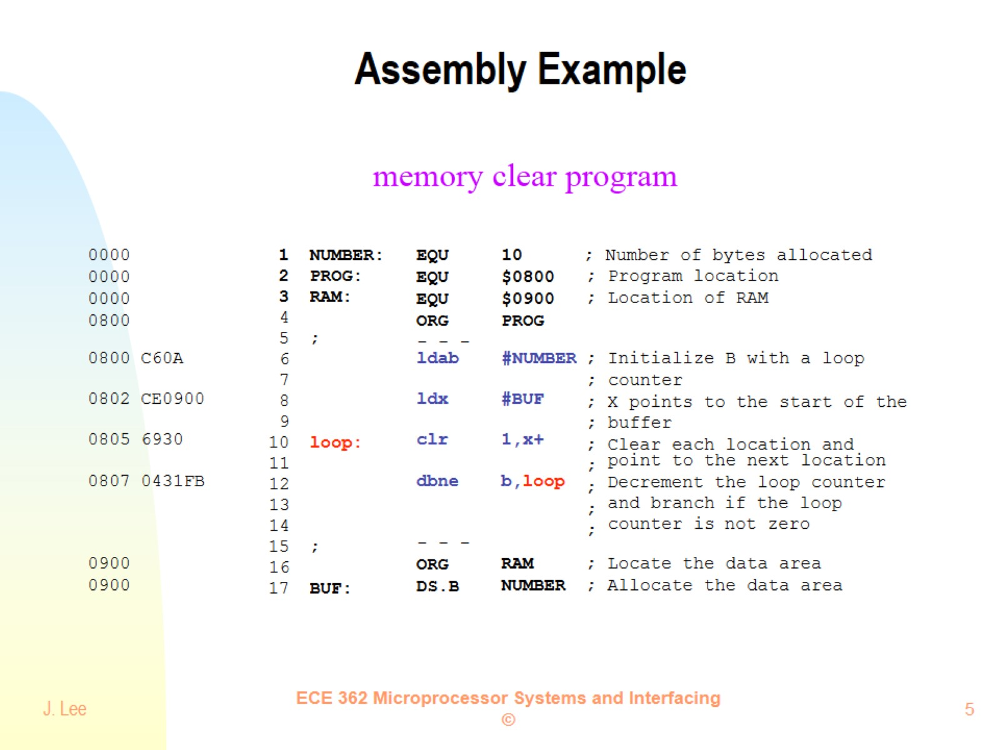 Assembly Example
memory clear program
0000 1 NUMBER: EQU 10 ; Number of bytes allocated
0000 2 PROG: EQU $0800 ; Program location
0000 3 RAM: EQU $0900 ; Location of RAM
0800 4 ORG PROG
5 ; - - -
0800 C60A 6 ldab #NUMBER ; Initialize B with a loop
7 ; counter
0802 CE0900 8 ldx #BUF ; X points to the start of the
9 ; buffer
0805 6930 10 loop: clr 1,x+ ; Clear each location and
11 ; point to the next location
0807 0431FB 12 dbne b,loop ; Decrement the loop counter
13 ; and branch if the loop
14 ; counter is not zero
15 ; - - -
0900 16 ORG RAM ; Locate the data area
0900 17 BUF: DS.B NUMBER ; Allocate the data area
J. Lee
ECE 362 Microprocessor Systems and Interfacing
©
5